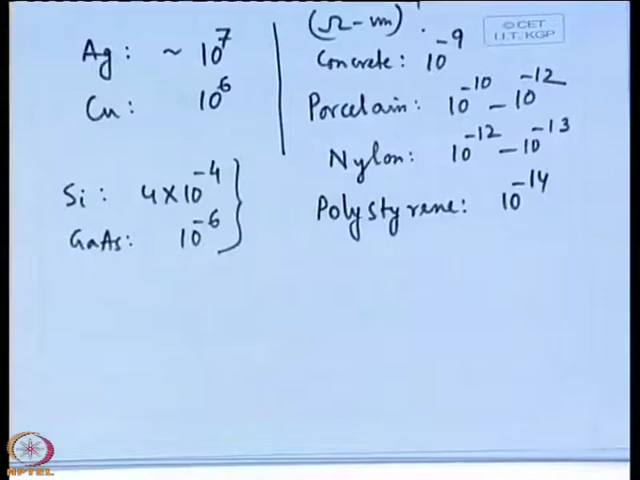 Ag: ~ 10^7
Cu: 10^6
Si: 4 × 10^-4
GaAs: 10^-6
(Ω-m)
Concrete: 10^-9
Porcelain: 10^-10 – 10^-12
Nylon: 10^-12 – 10^-13
Polystyrene: 10^-14
© CET
I.I.T. KGP
NPTEL